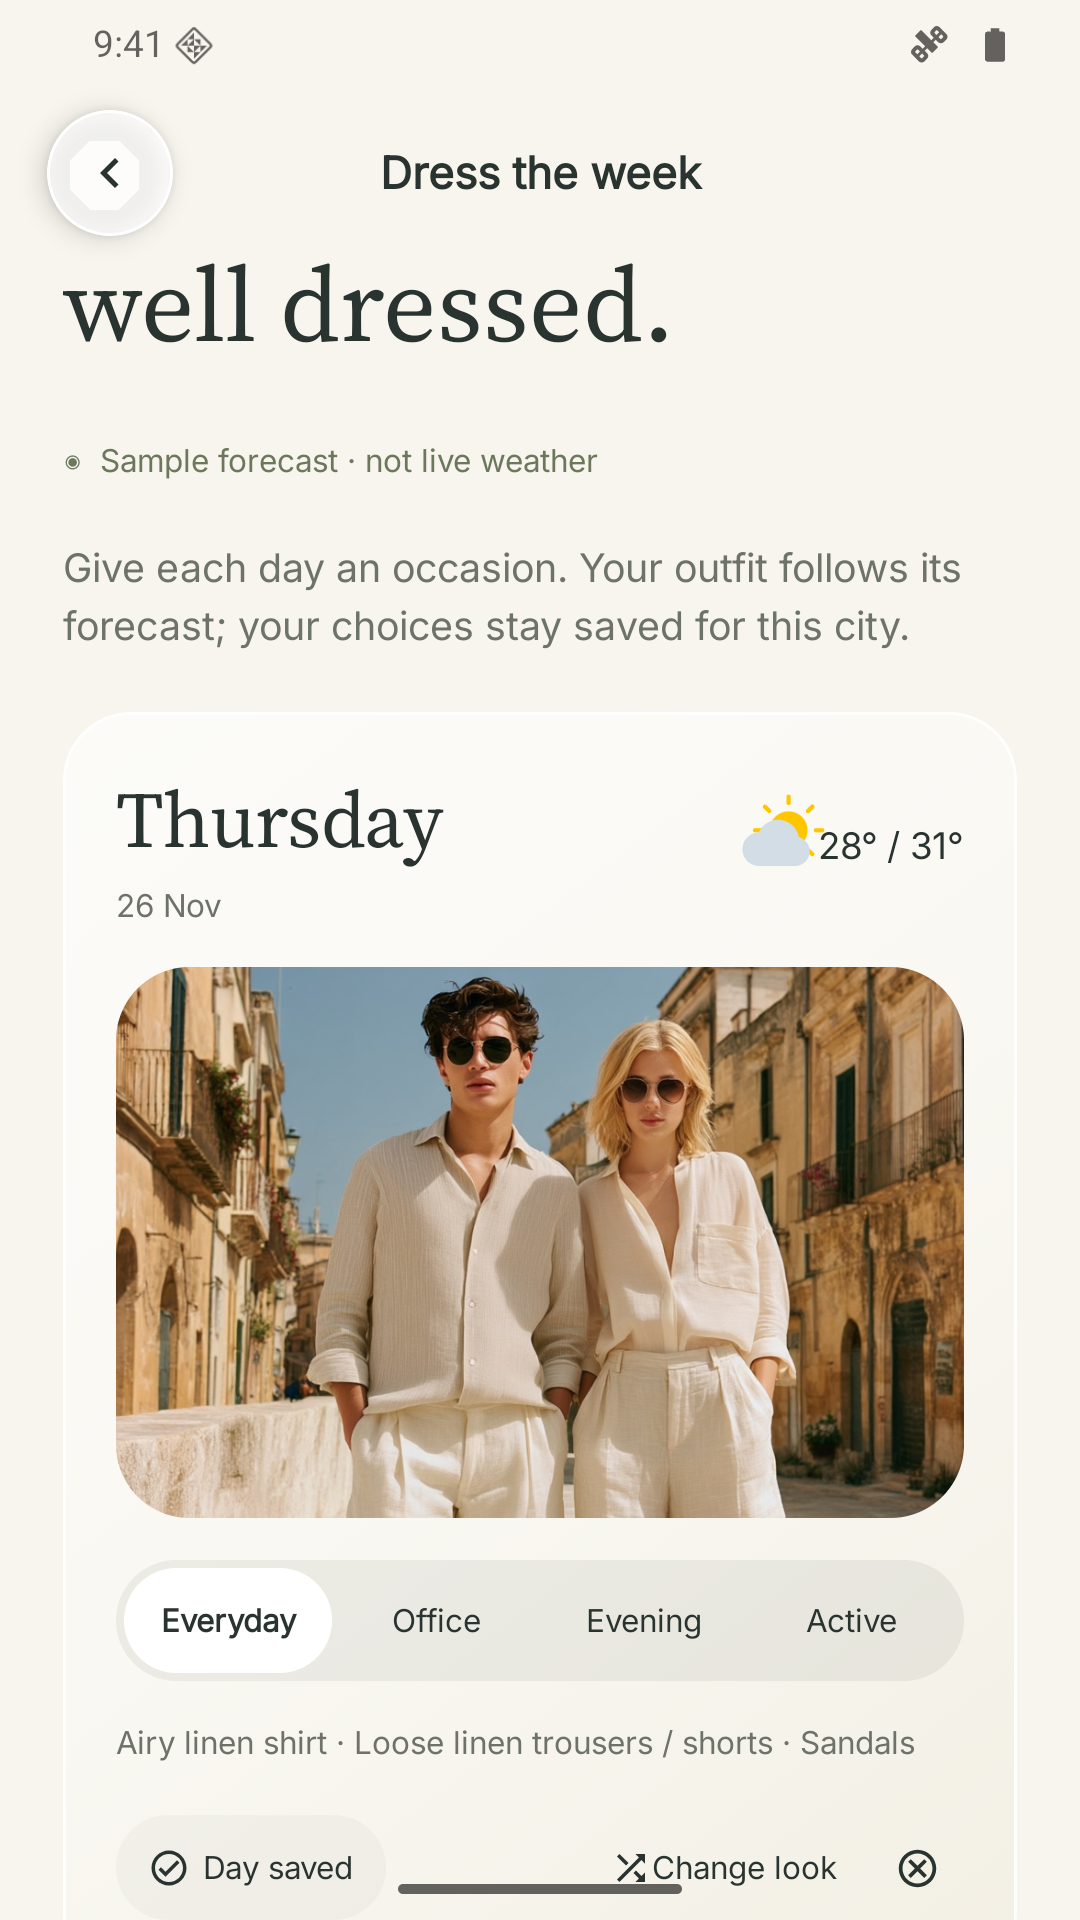 9:41
Dress the week
well dressed.
Sample forecast · not live weather
Give each day an occasion. Your outfit follows its
forecast; your choices stay saved for this city.
Thursday
28° / 31°
26 Nov
Everyday
Office
Evening
Active
Airy linen shirt · Loose linen trousers / shorts · Sandals
Day saved
Change look